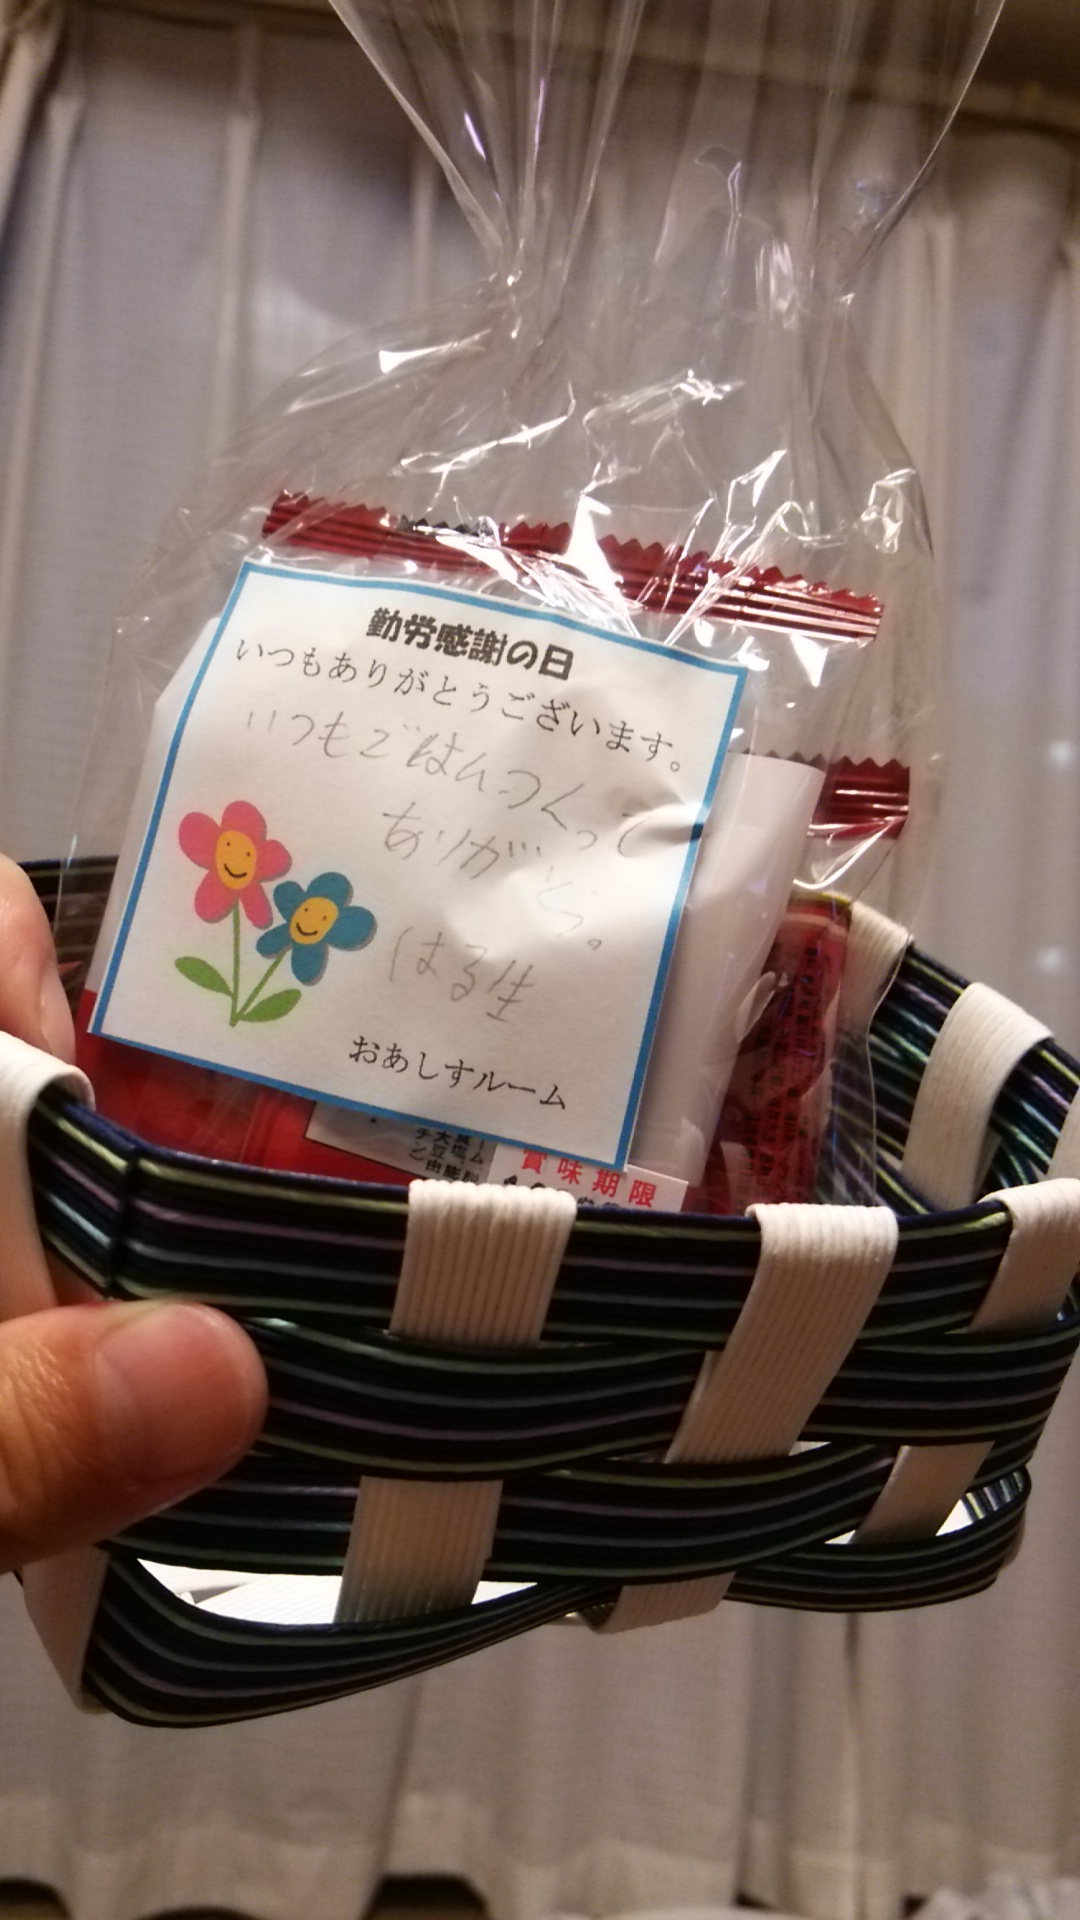 勤労感謝の日
いつもありがとうございます。
いつもごはんつくって
ありがとう。
はる生
おあしすルーム
賞味期限